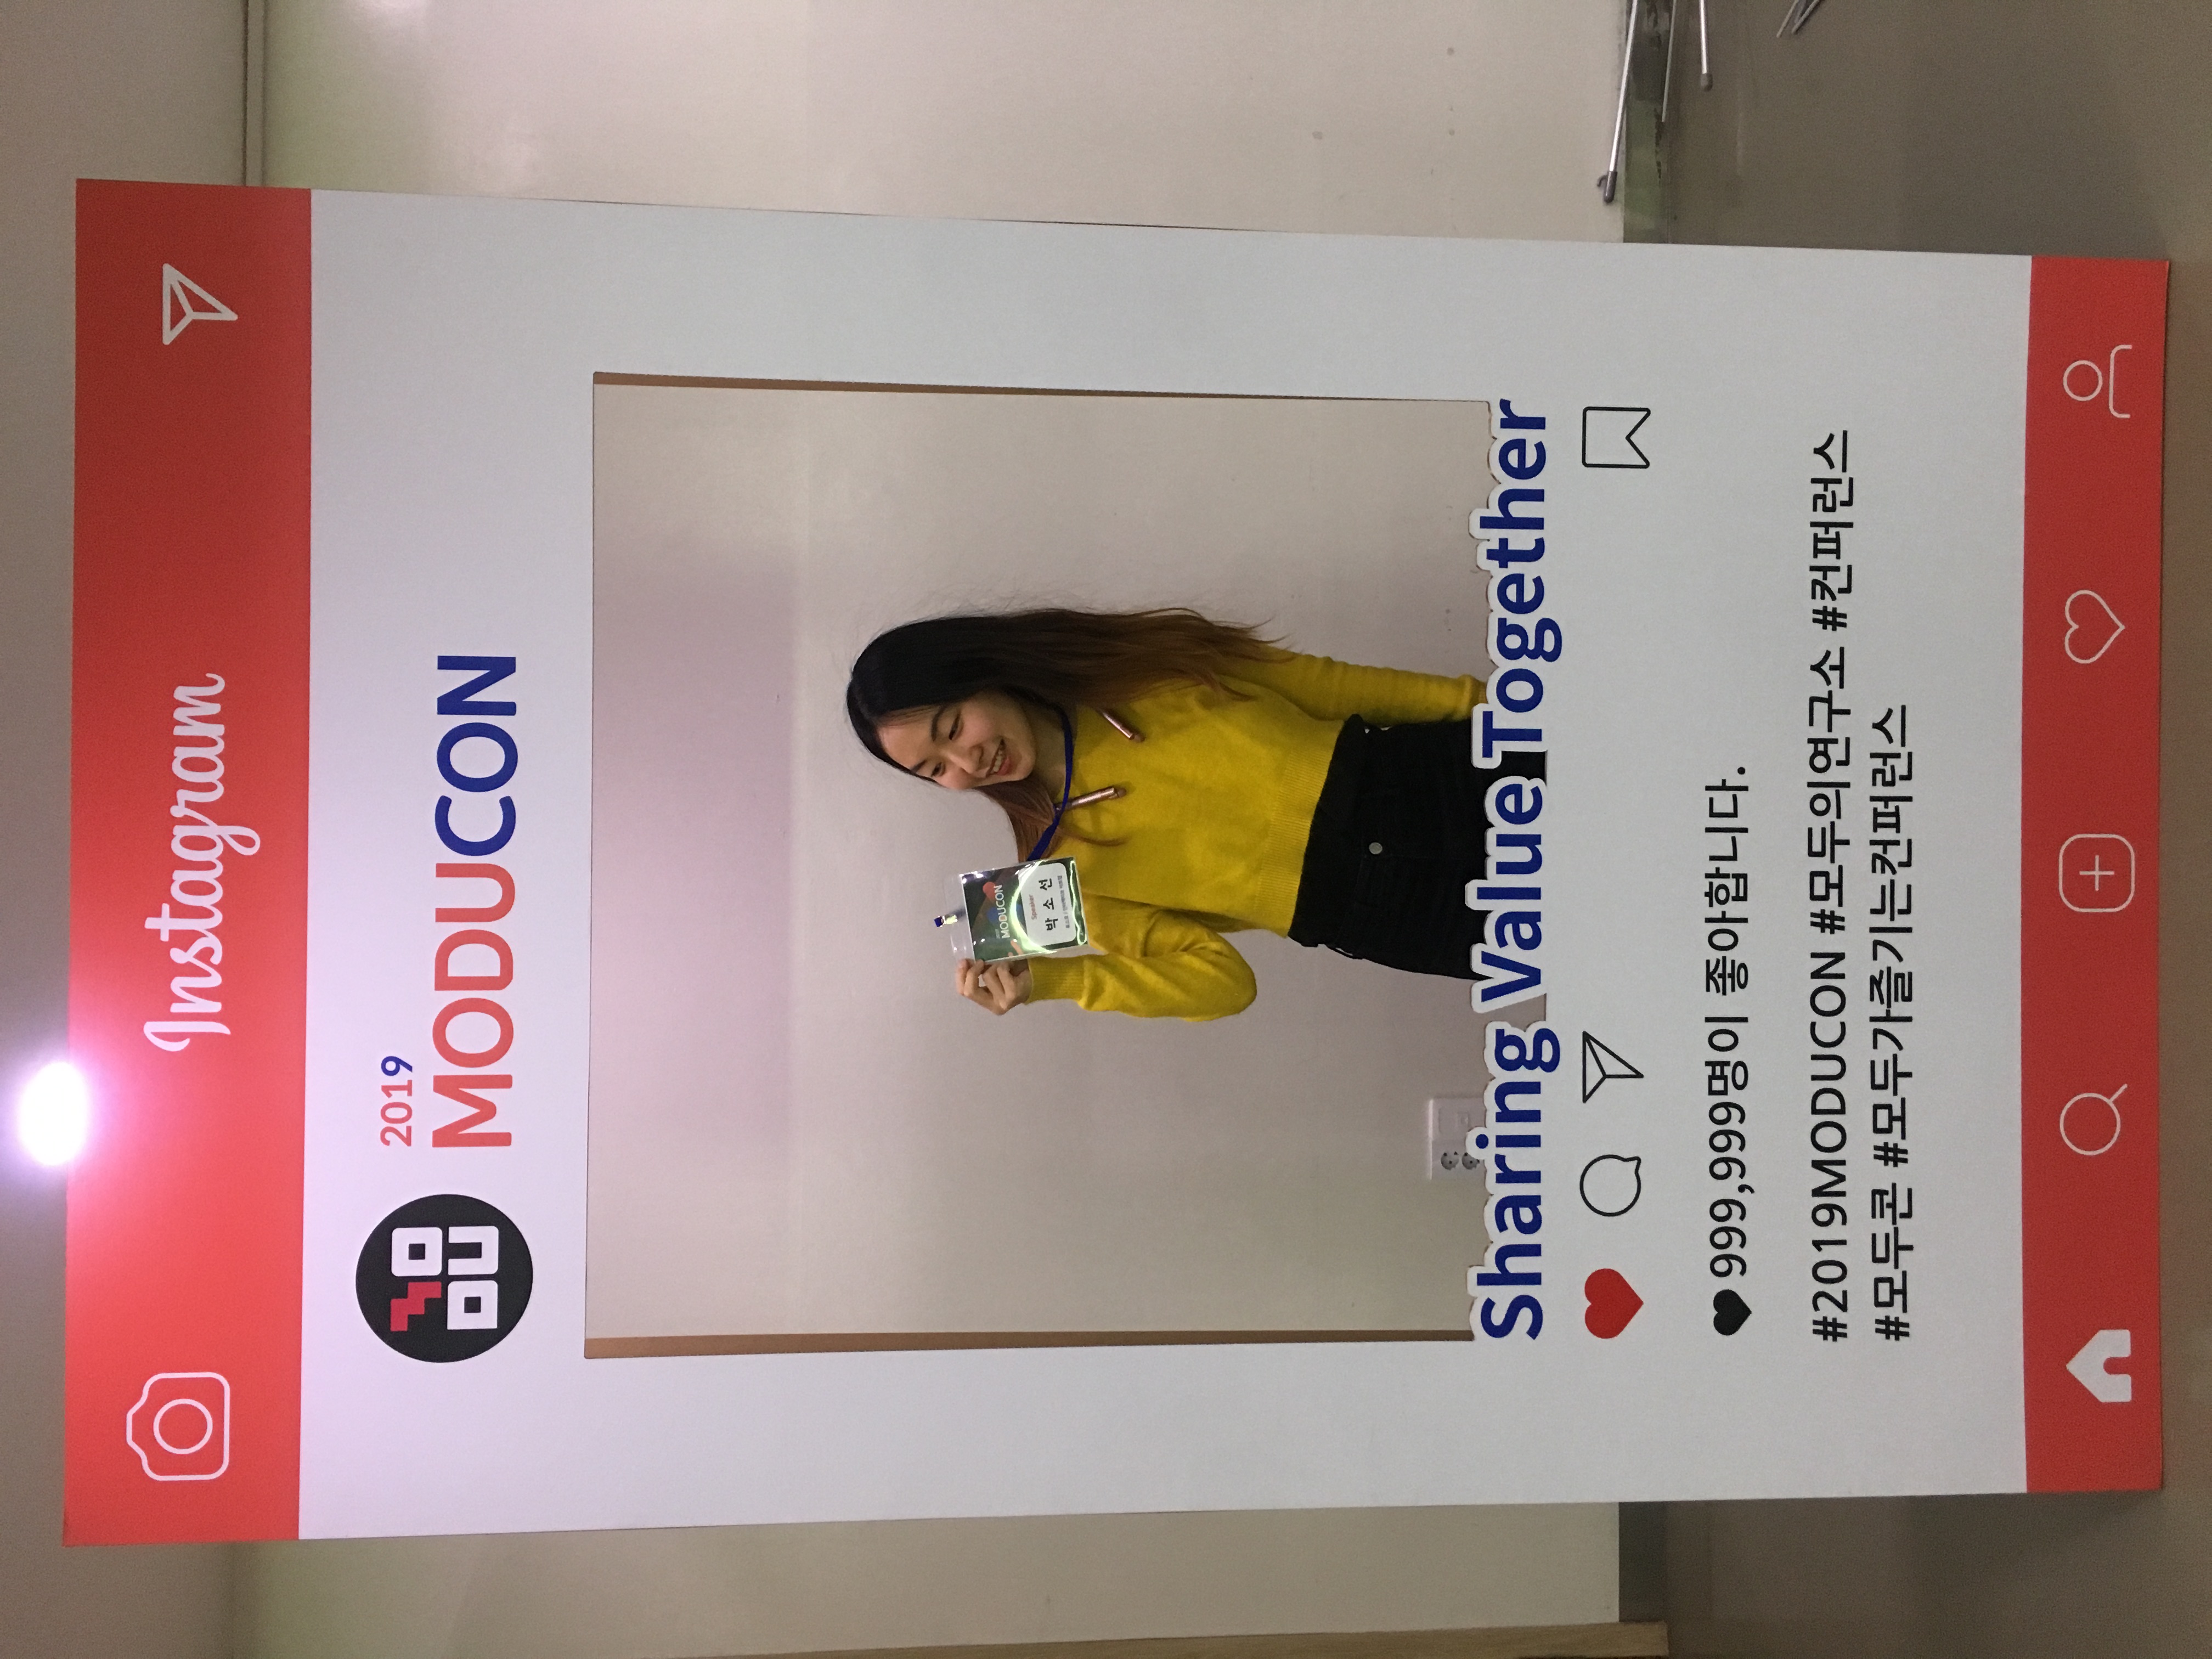 Instagram
MODU
2019
MODUCON
MODUCON
Speaker
박소선
Sharing Value Together
999,999명이 좋아합니다.
#2019MODUCON #모두의연구소 #컨퍼런스
#모두콘 #모두가즐기는컨퍼런스